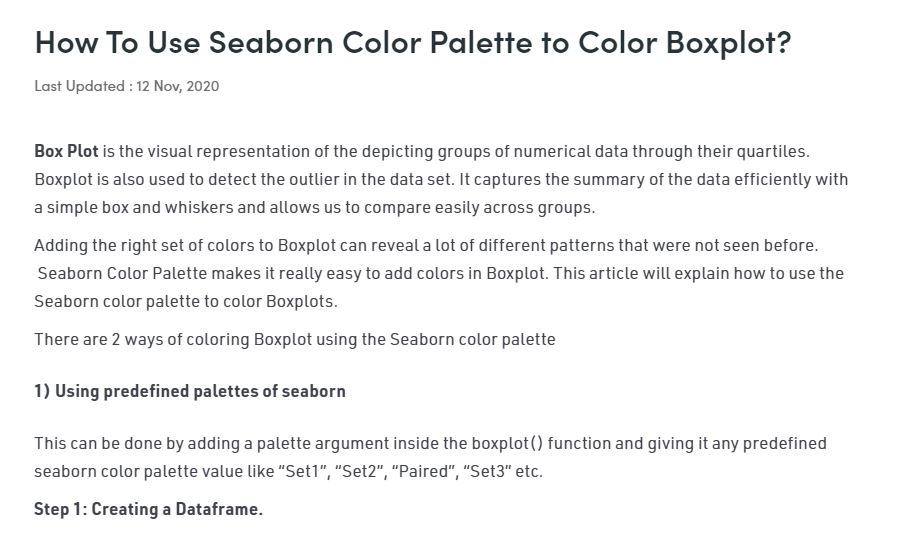 How To Use Seaborn Color Palette to Color Boxplot?
Last Updated : 12 Nov, 2020
Box Plot is the visual representation of the depicting groups of numerical data through their quartiles.
Boxplot is also used to detect the outlier in the data set. It captures the summary of the data efficiently with
a simple box and whiskers and allows us to compare easily across groups.
Adding the right set of colors to Boxplot can reveal a lot of different patterns that were not seen before.
Seaborn Color Palette makes it really easy to add colors in Boxplot. This article will explain how to use the
Seaborn color palette to color Boxplots.
There are 2 ways of coloring Boxplot using the Seaborn color palette
1) Using predefined palettes of seaborn
This can be done by adding a palette argument inside the boxplot() function and giving it any predefined
seaborn color palette value like “Set1”, “Set2”, “Paired”, “Set3” etc.
Step 1: Creating a Dataframe.